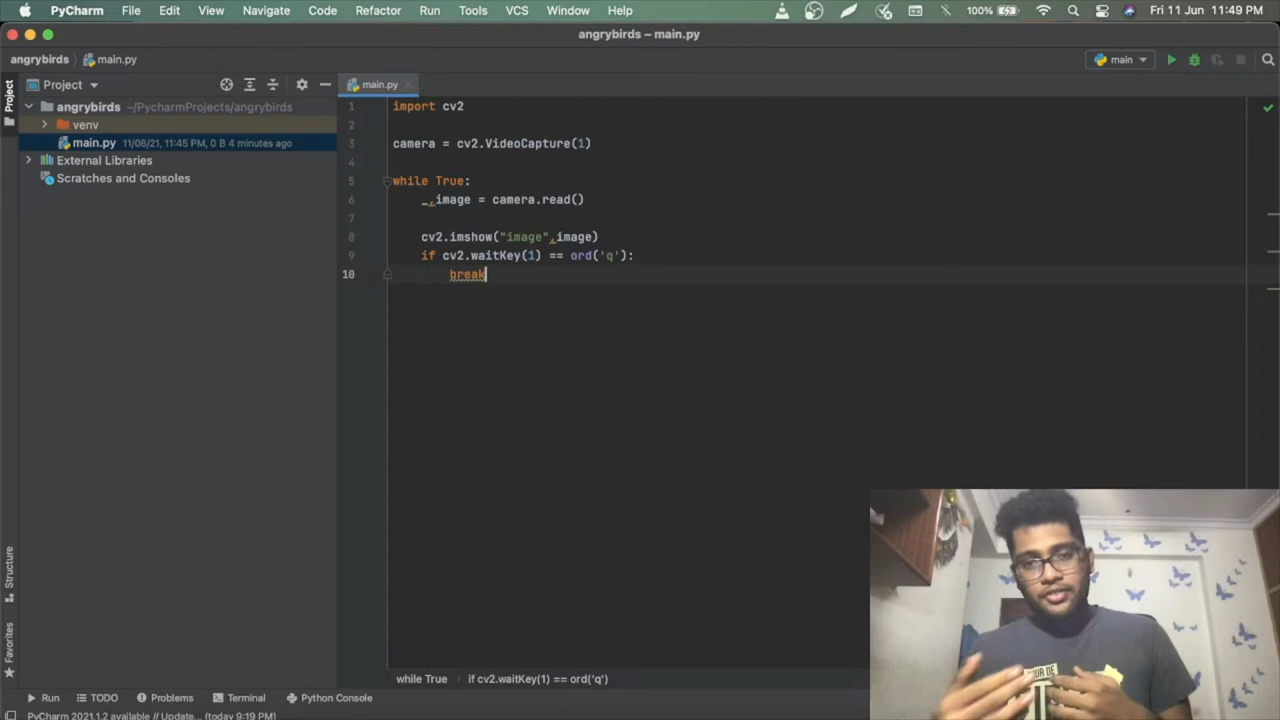 PyCharm File Edit View Navigate Code Refactor Run Tools VCS Window Help 100% Fri 11 Jun 11:49 PM
angrybirds – main.py
angrybirds main.py main
Project Project main.py
angrybirds ~/PycharmProjects/angrybirds
venv
main.py 11/06/21, 11:45 PM, 0 B 4 minutes ago
External Libraries
Scratches and Consoles
1 import cv2
2
3 camera = cv2.VideoCapture(1)
4
5 while True:
6 _,image = camera.read()
7
8 cv2.imshow("image",image)
9 if cv2.waitKey(1) == ord('q'):
10 break
Structure
Favorites
while True if cv2.waitKey(1) == ord('q')
Run TODO Problems Terminal Python Console
PyCharm 2021.1.2 available // Update... (today 9:19 PM)